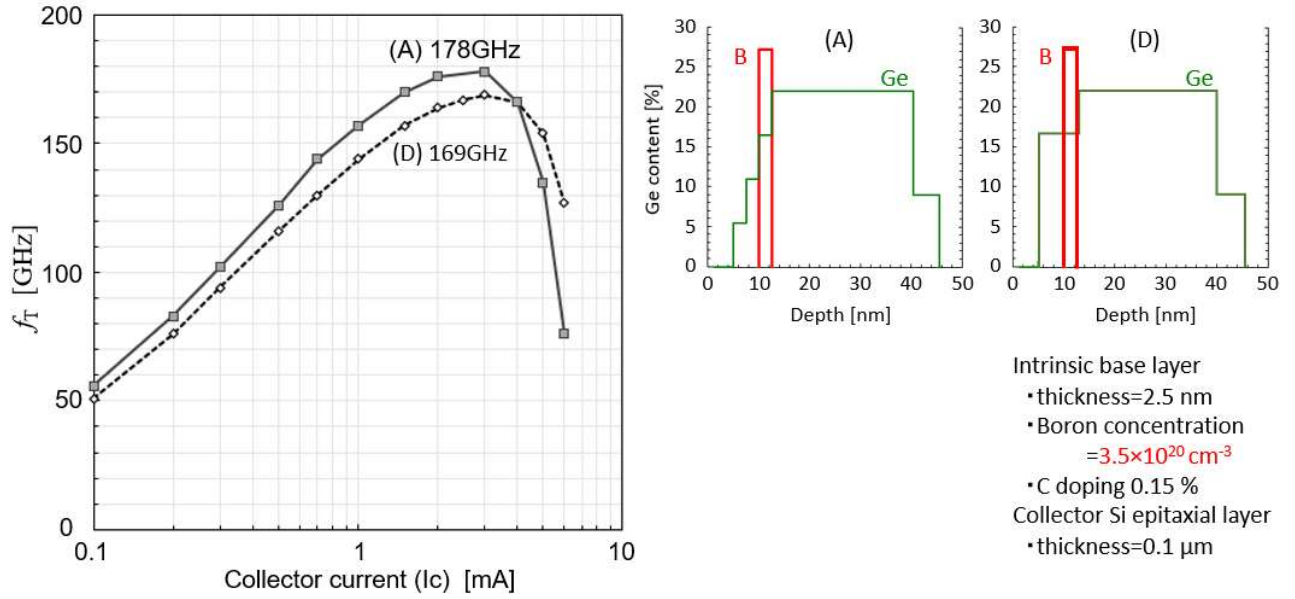 200
150
100
50
0
0.1
1
10
fT [GHz]
Collector current (Ic) [mA]
(A) 178GHz
(D) 169GHz
30
25
20
15
10
5
0
Ge content [%]
0 10 20 30 40 50
Depth [nm]
B
(A)
Ge
30
25
20
15
10
5
0
0 10 20 30 40 50
Depth [nm]
B
(D)
Ge
Intrinsic base layer
・thickness=2.5 nm
・Boron concentration
=3.5×10²⁰ cm⁻³
・C doping 0.15 %
Collector Si epitaxial layer
・thickness=0.1 μm